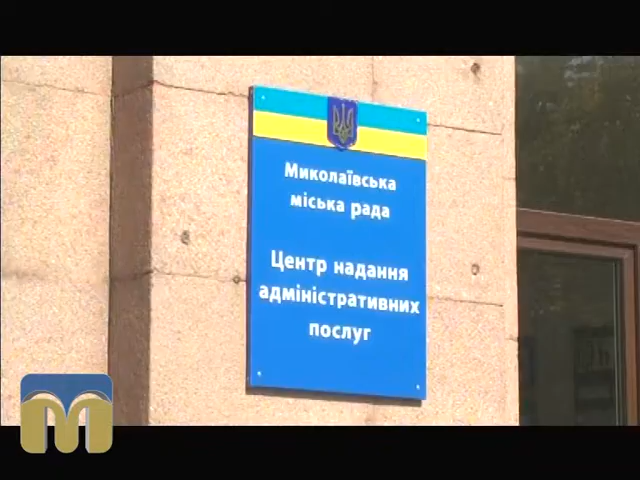 Миколаївська
міська рада
Центр надання
адміністративних
послуг
М